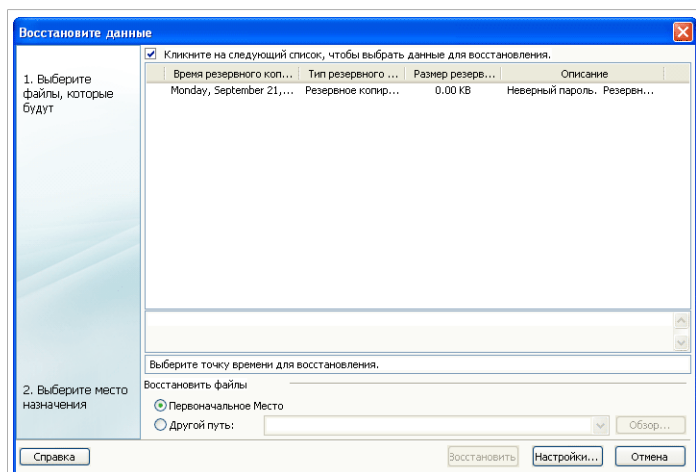 Восстановите данные
Кликните на следующий список, чтобы выбрать данные для восстановления.
1. Выберите
файлы, которые
будут
Время резервного коп... Тип резервного ... Размер резерв... Описание
Monday, September 21,... Резервное копир... 0.00 KB Неверный пароль. Резервн...
Выберите точку времени для восстановления.
2. Выберите место
назначения
Восстановить файлы
Первоначальное Место
Другой путь:
Обзор...
Справка
Восстановить
Настройки...
Отмена